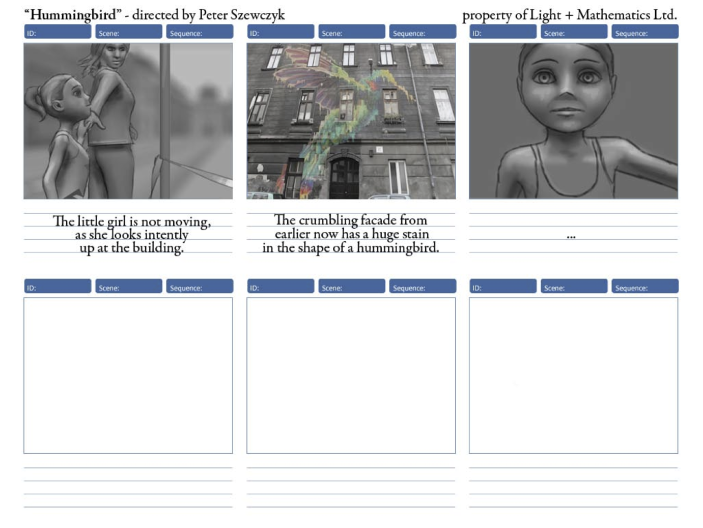 “Hummingbird” - directed by Peter Szewczyk
property of Light + Mathematics Ltd.
ID: Scene: Sequence:
ID: Scene: Sequence:
ID: Scene: Sequence:
The little girl is not moving,
as she looks intently
up at the building.
The crumbling facade from
earlier now has a huge stain
in the shape of a hummingbird.
...
ID: Scene: Sequence:
ID: Scene: Sequence:
ID: Scene: Sequence: